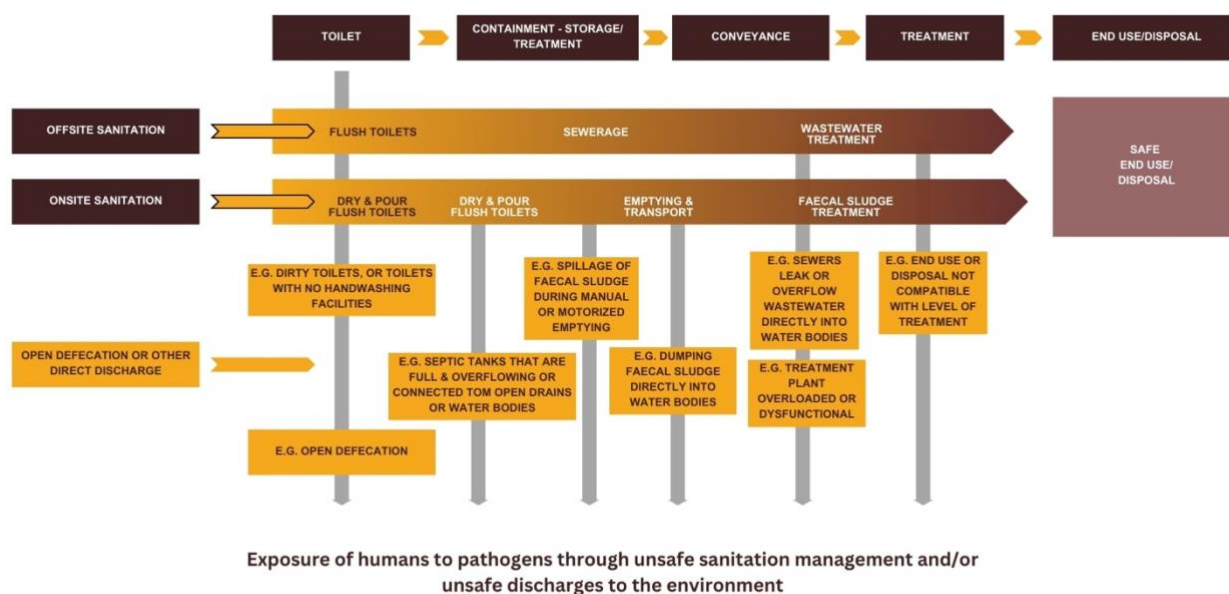 TOILET
CONTAINMENT - STORAGE/
TREATMENT
CONVEYANCE
TREATMENT
END USE/DISPOSAL
OFFSITE SANITATION
FLUSH TOILETS
SEWERAGE
WASTEWATER
TREATMENT
SAFE
END USE/
DISPOSAL
ONSITE SANITATION
DRY & POUR
FLUSH TOILETS
DRY & POUR
FLUSH TOILETS
EMPTYING &
TRANSPORT
FAECAL SLUDGE
TREATMENT
E.G. DIRTY TOILETS, OR TOILETS
WITH NO HANDWASHING
FACILITIES
E.G. SPILLAGE OF
FAECAL SLUDGE
DURING MANUAL
OR MOTORIZED
EMPTYING
E.G. SEWERS
LEAK OR
OVERFLOW
WASTEWATER
DIRECTLY INTO
WATER BODIES
E.G. END USE OR
DISPOSAL NOT
COMPATIBLE
WITH LEVEL OF
TREATMENT
OPEN DEFECATION OR OTHER
DIRECT DISCHARGE
E.G. SEPTIC TANKS THAT ARE
FULL & OVERFLOWING OR
CONNECTED TOM OPEN DRAINS
OR WATER BODIES
E.G. DUMPING
FAECAL SLUDGE
DIRECTLY INTO
WATER BODIES
E.G. TREATMENT
PLANT
OVERLOADED OR
DYSFUNCTIONAL
E.G. OPEN DEFECATION
Exposure of humans to pathogens through unsafe sanitation management and/or
unsafe discharges to the environment